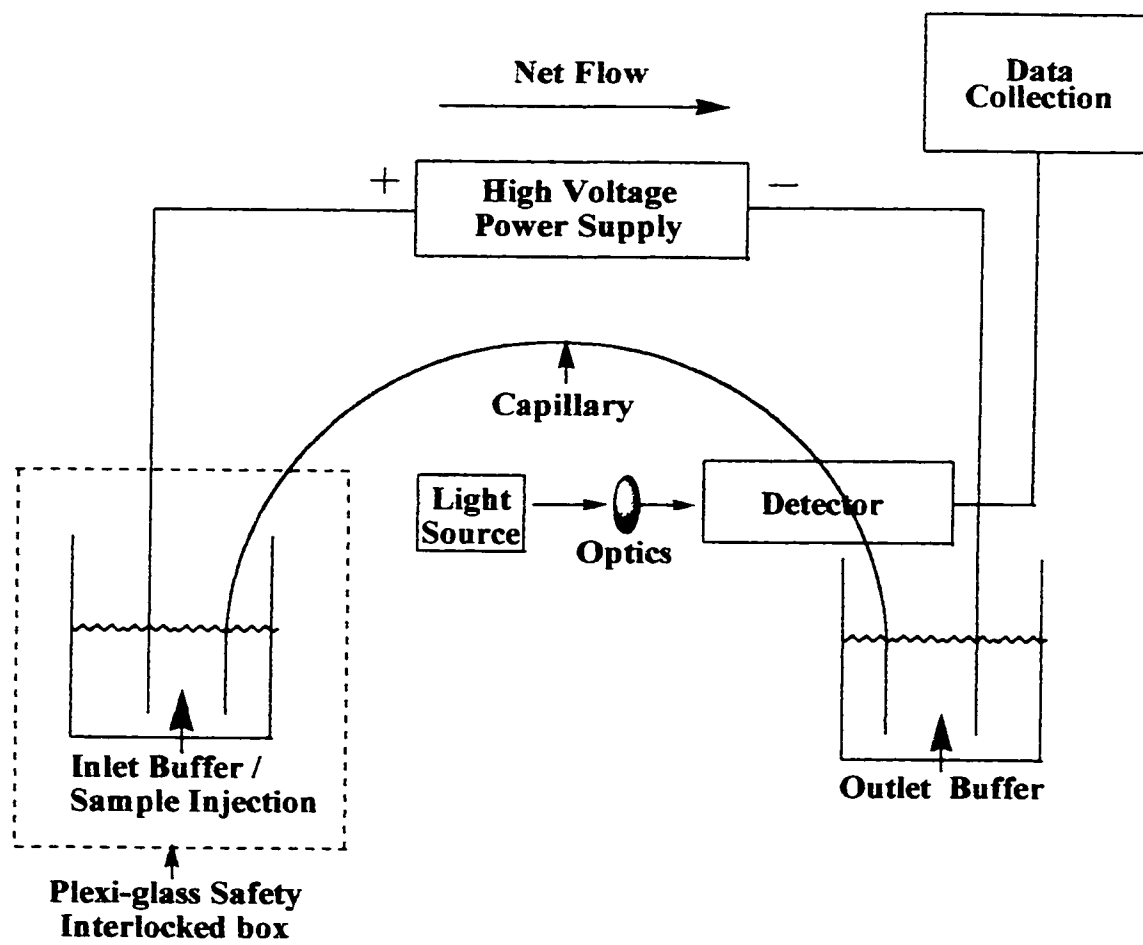 Net Flow
Data
Collection
+
High Voltage
Power Supply
−
Capillary
Light
Source
Optics
Detector
Inlet Buffer /
Sample Injection
Outlet Buffer
Plexi-glass Safety
Interlocked box